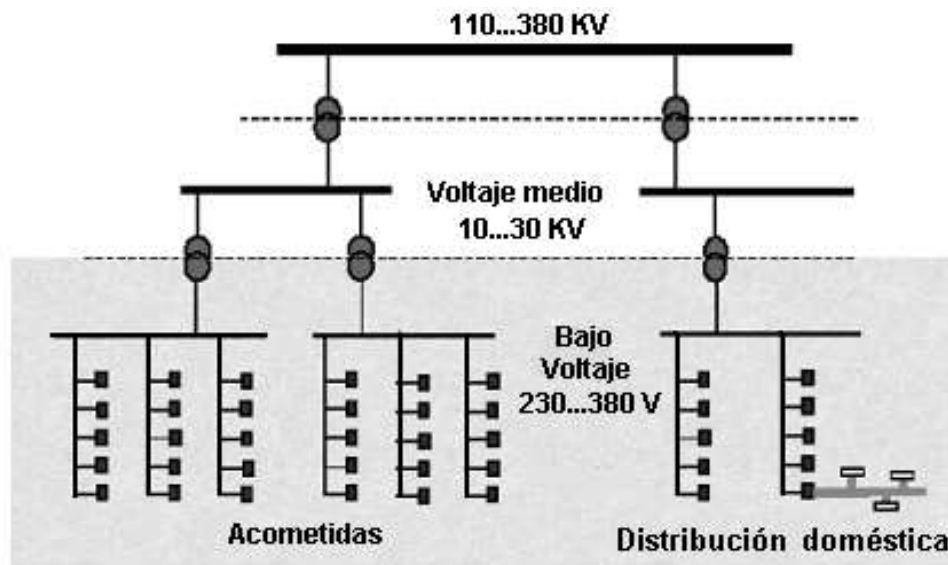 110...380 KV
Voltaje medio
10...30 KV
Bajo
Voltaje
230...380 V
Acometidas
Distribución doméstica